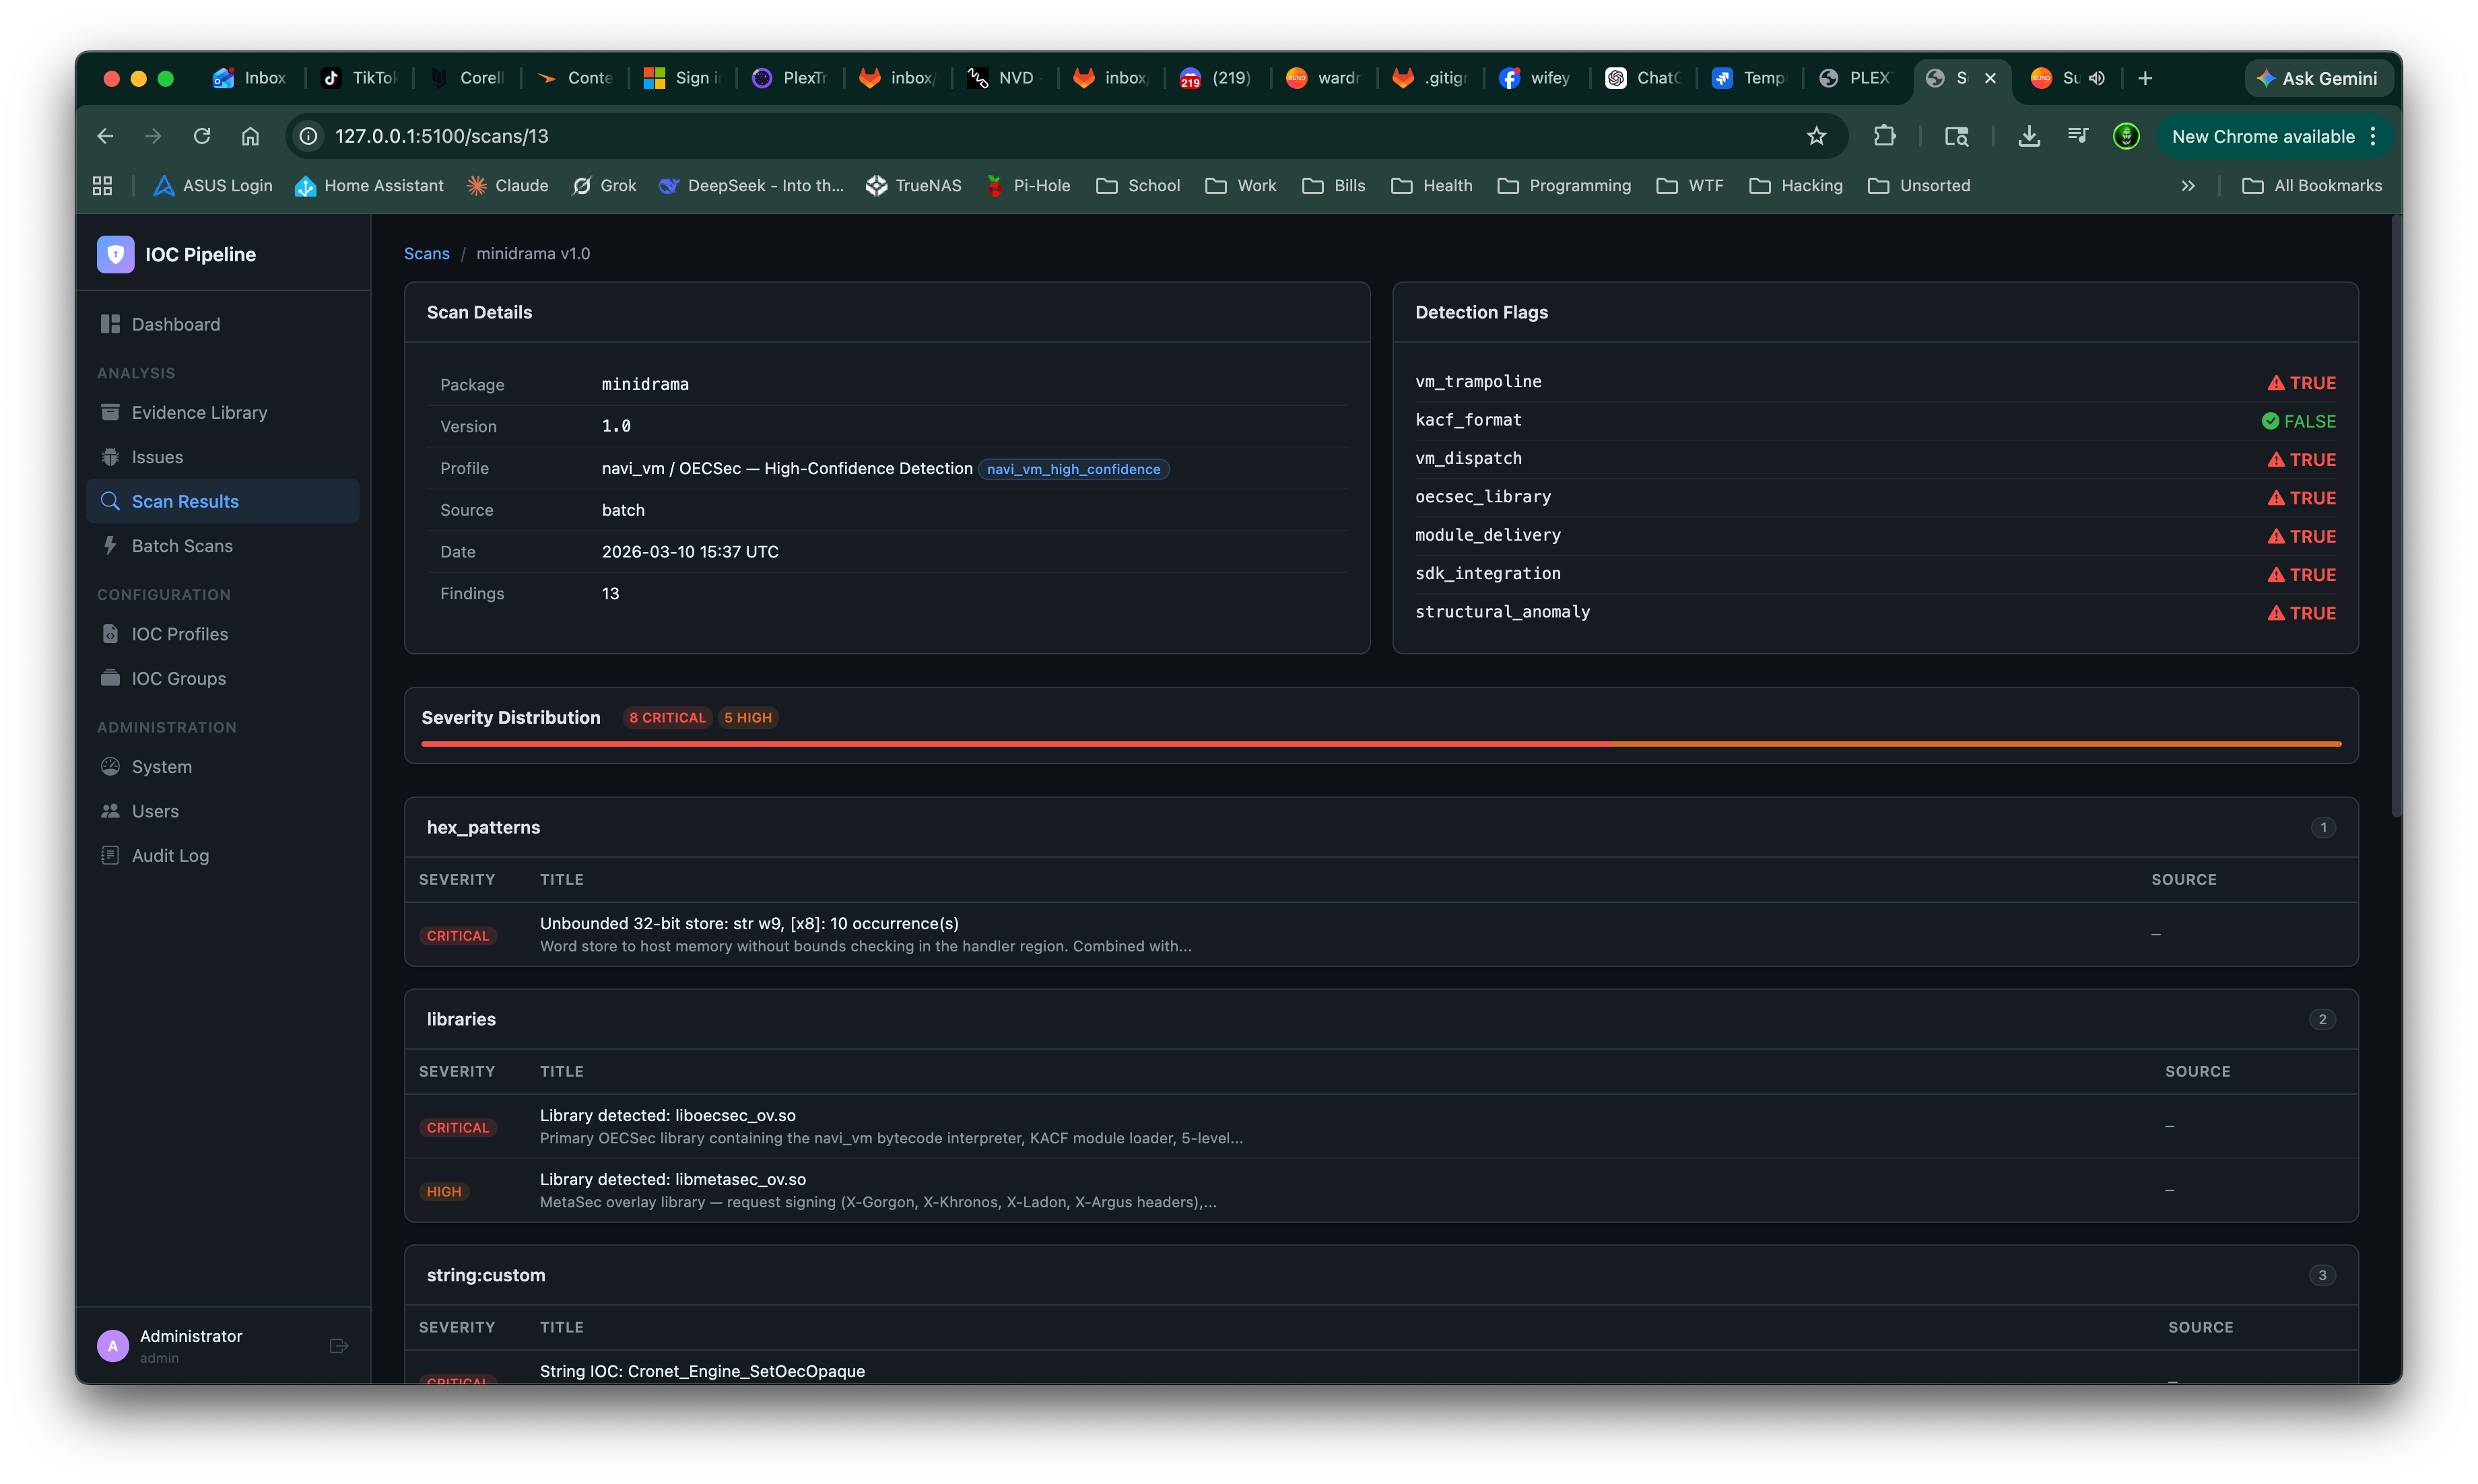 Inbox TikTok Corell Conte Sign i PlexTr inbox/ NVD - inbox/ 219 (219) SUNO wardr .gitigr wifey ChatG Temp PLEX S SUNO Su Ask Gemini
127.0.0.1:5100/scans/13 New Chrome available
ASUS Login Home Assistant Claude Grok DeepSeek - Into th... TrueNAS Pi-Hole School Work Bills Health Programming WTF Hacking Unsorted All Bookmarks
IOC Pipeline
Dashboard
ANALYSIS
Evidence Library
Issues
Scan Results
Batch Scans
CONFIGURATION
IOC Profiles
IOC Groups
ADMINISTRATION
System
Users
Audit Log
A
Administrator
admin
Scans / minidrama v1.0
Scan Details
Package minidrama
Version 1.0
Profile navi_vm / OECSec — High-Confidence Detection navi_vm_high_confidence
Source batch
Date 2026-03-10 15:37 UTC
Findings 13
Detection Flags
vm_trampoline TRUE
kacf_format FALSE
vm_dispatch TRUE
oecsec_library TRUE
module_delivery TRUE
sdk_integration TRUE
structural_anomaly TRUE
Severity Distribution 8 CRITICAL 5 HIGH
hex_patterns 1
SEVERITY TITLE SOURCE
CRITICAL Unbounded 32-bit store: str w9, [x8]: 10 occurrence(s) —
Word store to host memory without bounds checking in the handler region. Combined with...
libraries 2
SEVERITY TITLE SOURCE
CRITICAL Library detected: liboecsec_ov.so —
Primary OECSec library containing the navi_vm bytecode interpreter, KACF module loader, 5-level...
HIGH Library detected: libmetasec_ov.so —
MetaSec overlay library — request signing (X-Gorgon, X-Khronos, X-Ladon, X-Argus headers),...
string:custom 3
SEVERITY TITLE SOURCE
CRITICAL String IOC: Cronet_Engine_SetOecOpaque —